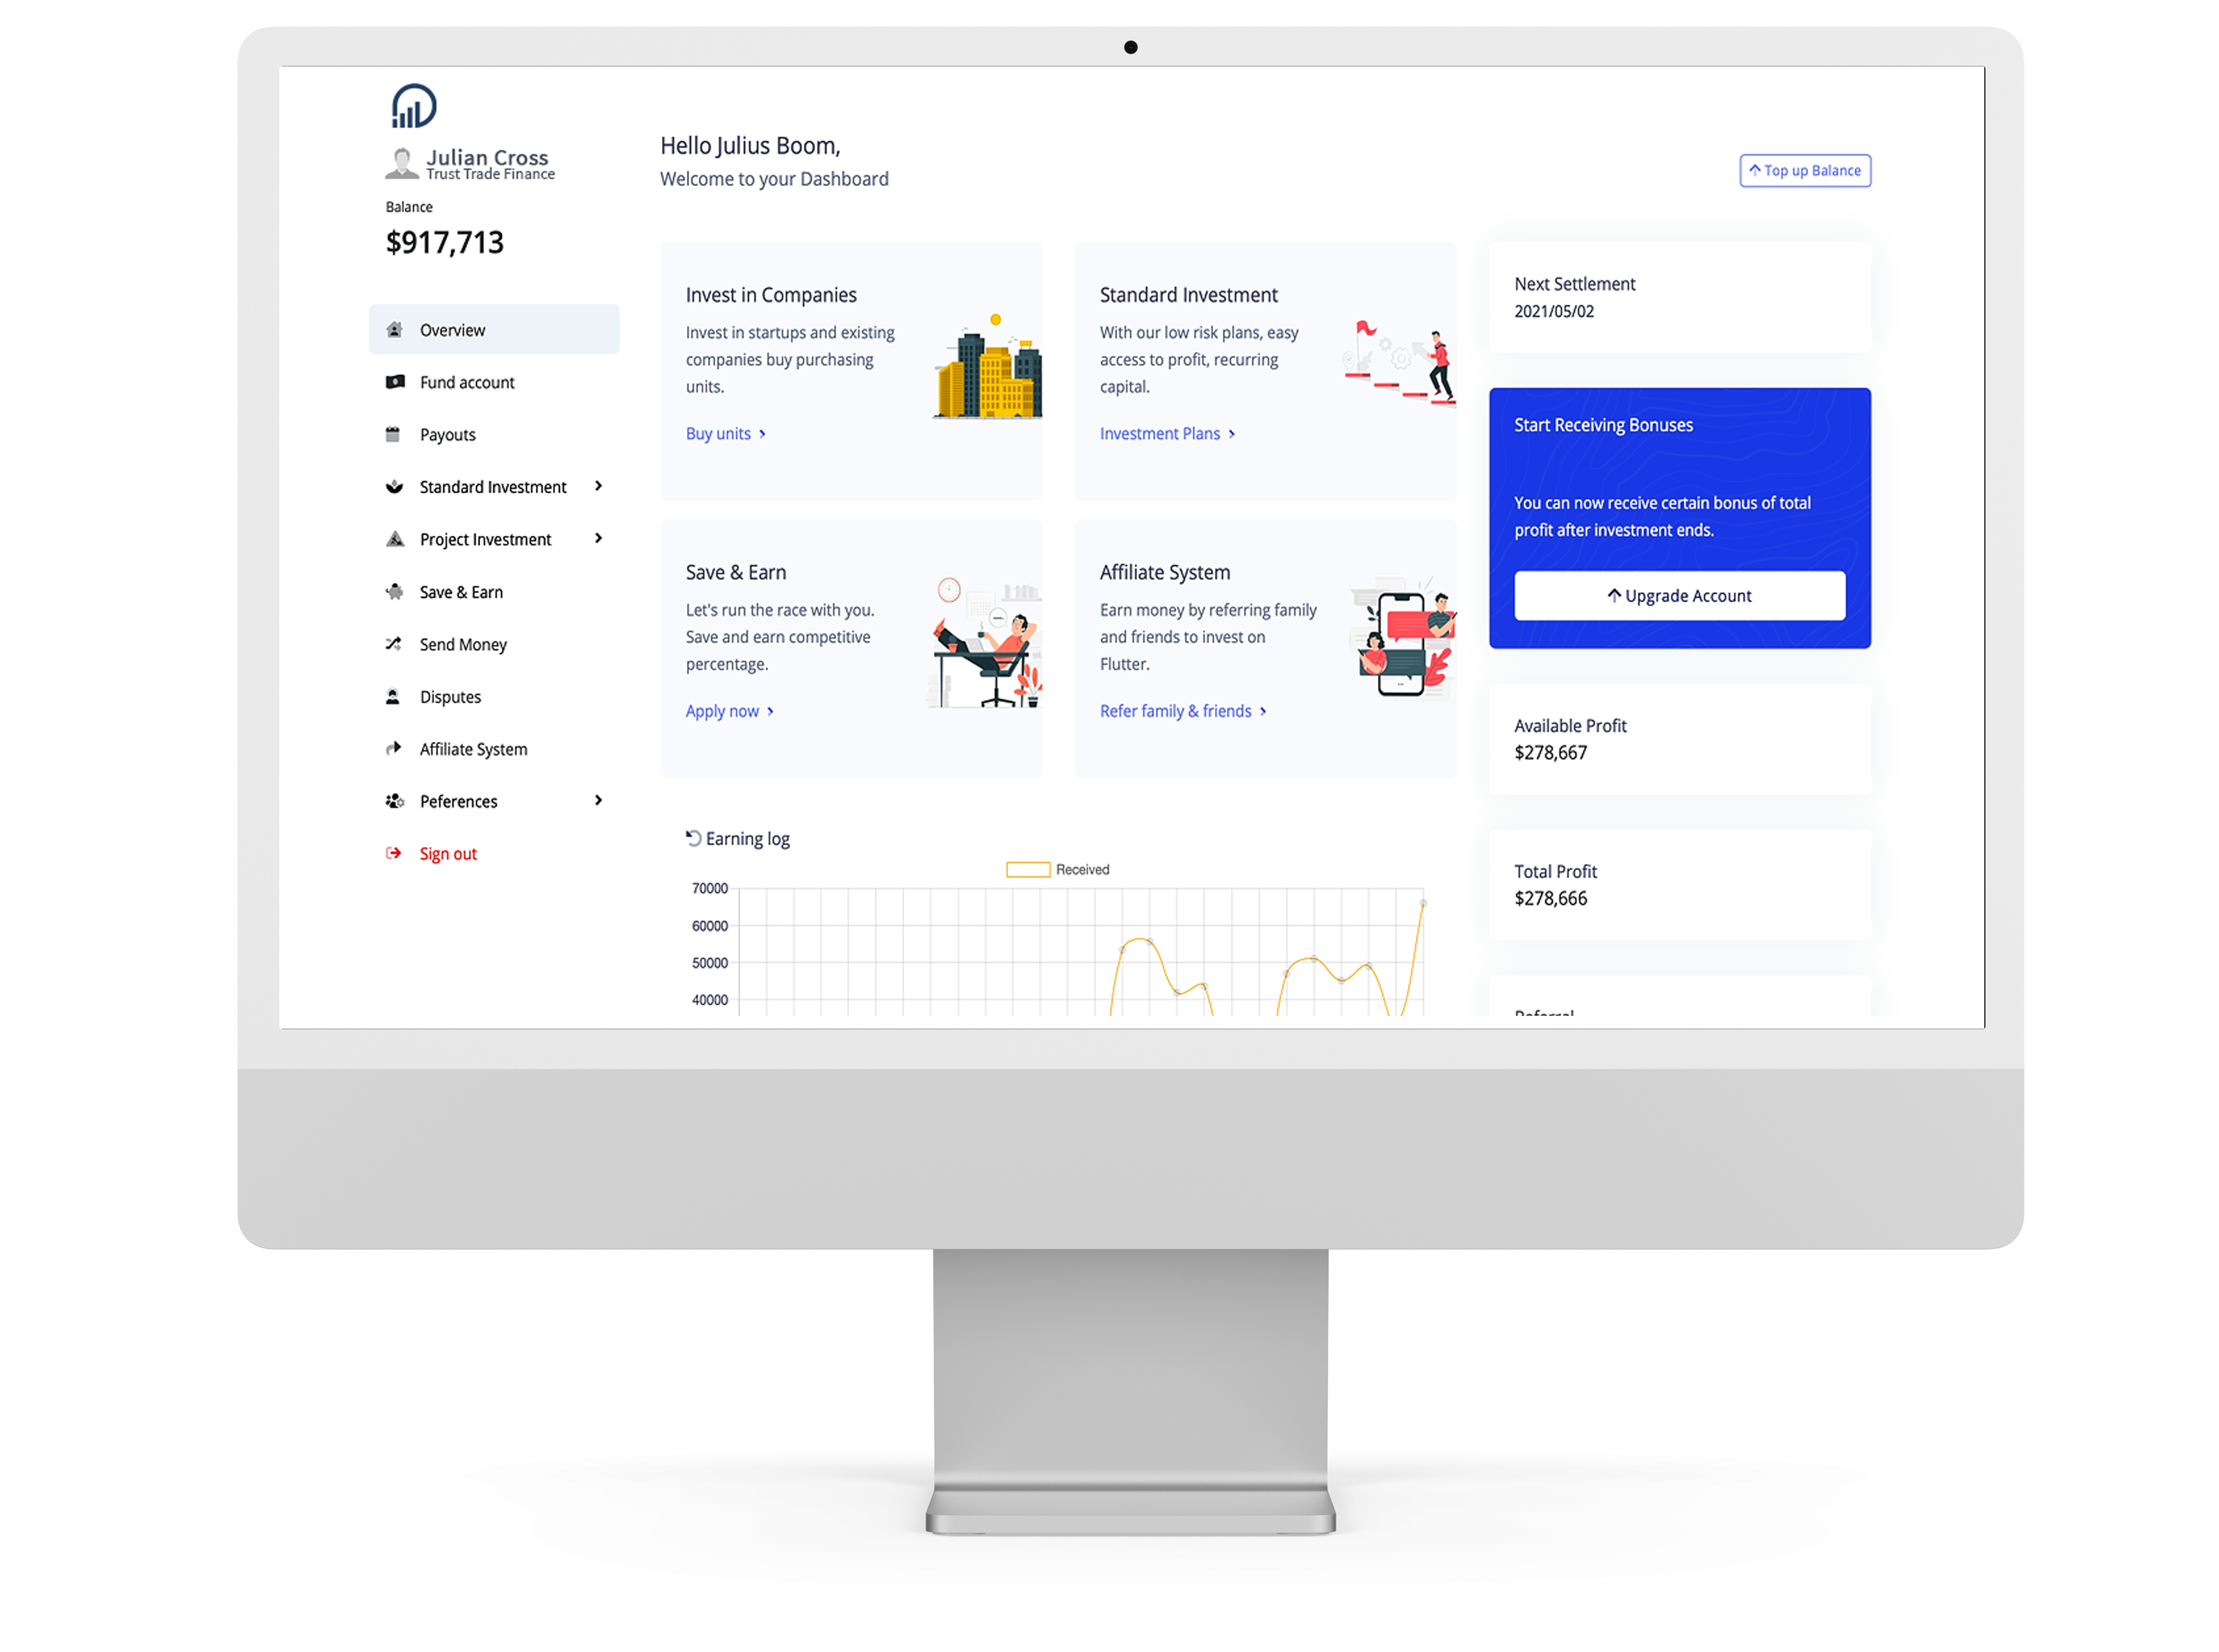 Julian Cross
Trust Trade Finance
Balance
$917,713
Overview
Fund account
Payouts
Standard Investment
Project Investment
Save & Earn
Send Money
Disputes
Affiliate System
Peferences
Sign out
Hello Julius Boom,
Welcome to your Dashboard
Top up Balance
Invest in Companies
Invest in startups and existing
companies buy purchasing
units.
Buy units
Standard Investment
With our low risk plans, easy
access to profit, recurring
capital.
Investment Plans
Save & Earn
Let's run the race with you.
Save and earn competitive
percentage.
Apply now
Affiliate System
Earn money by referring family
and friends to invest on
Flutter.
Refer family & friends
Earning log
Received
70000
60000
50000
40000
Next Settlement
2021/05/02
Start Receiving Bonuses
You can now receive certain bonus of total
profit after investment ends.
Upgrade Account
Available Profit
$278,667
Total Profit
$278,666
Referral